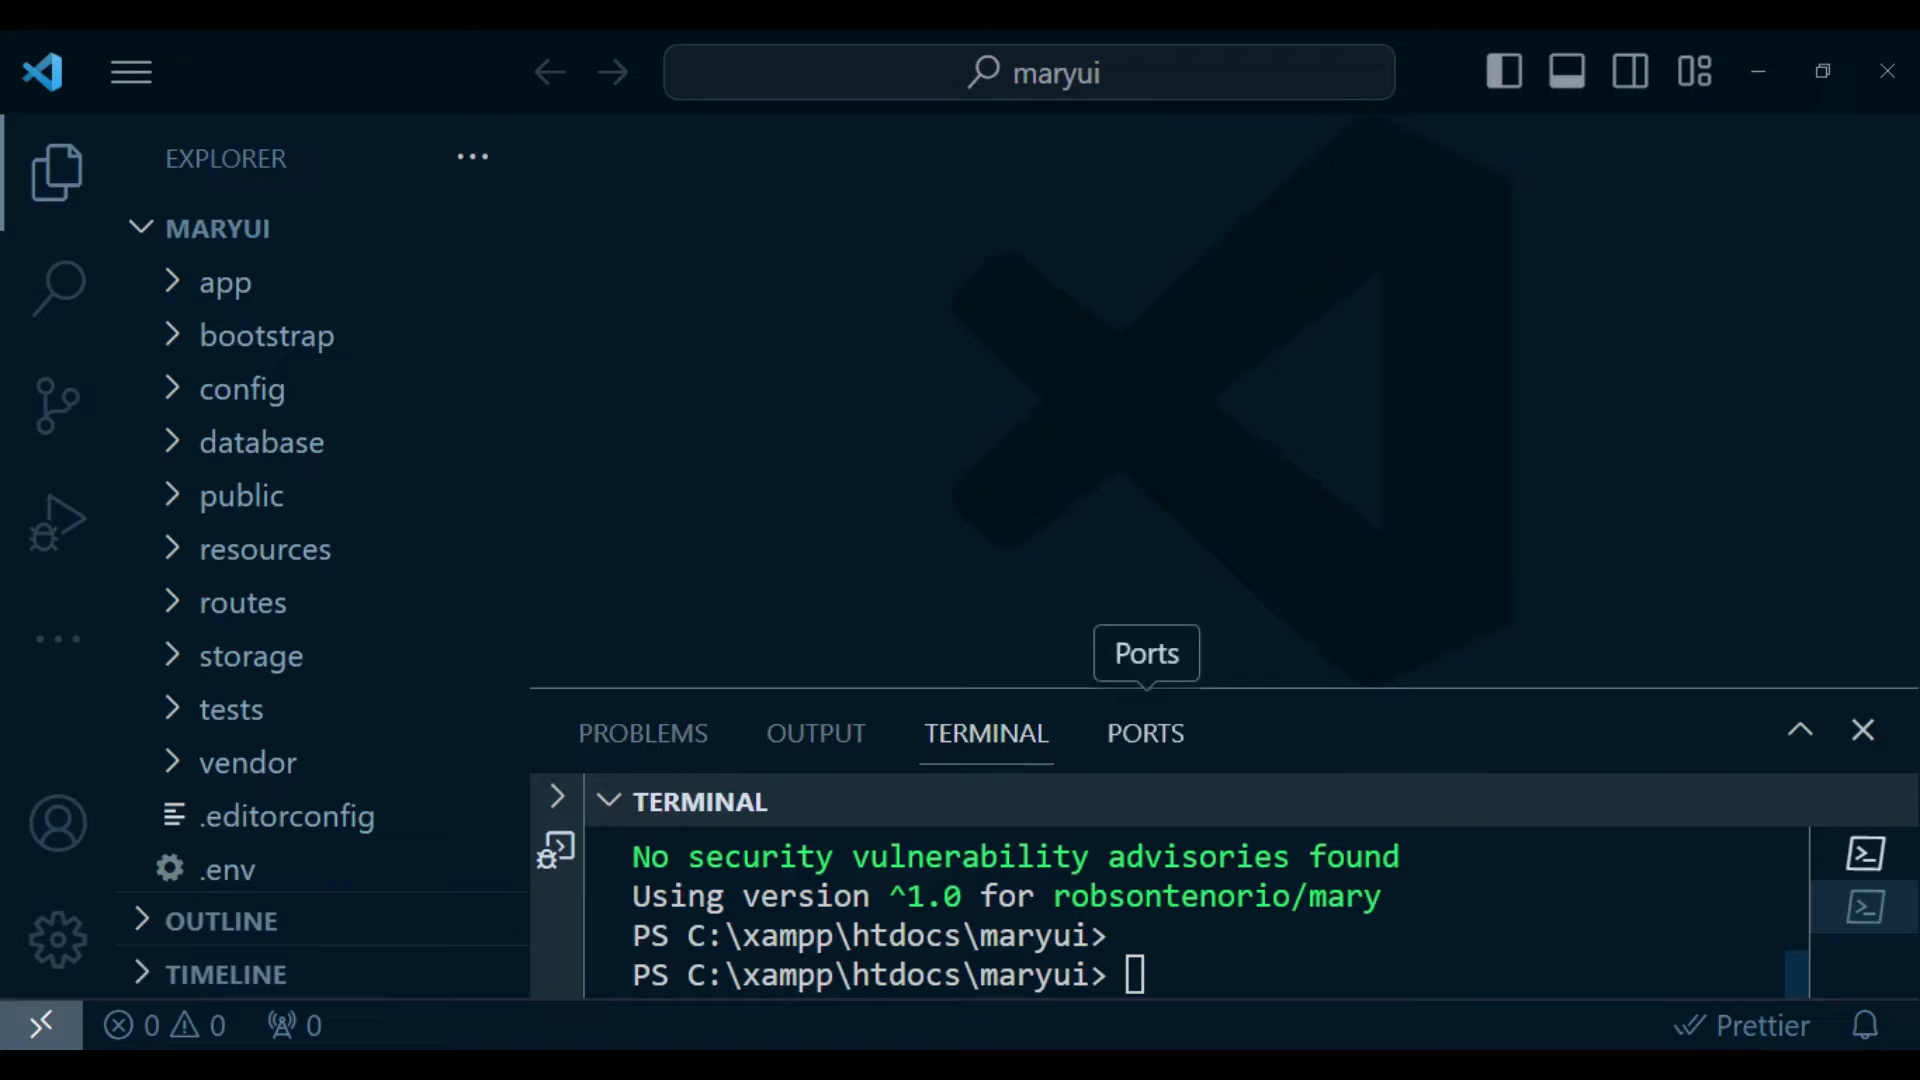 maryui
EXPLORER
MARYUI
app
bootstrap
config
database
public
resources
routes
storage
tests
vendor
.editorconfig
.env
OUTLINE
TIMELINE
Ports
PROBLEMS OUTPUT TERMINAL PORTS
TERMINAL
No security vulnerability advisories found
Using version ^1.0 for robsontenorio/mary
PS C:\xampp\htdocs\maryui>
PS C:\xampp\htdocs\maryui>
0 0 0 Prettier